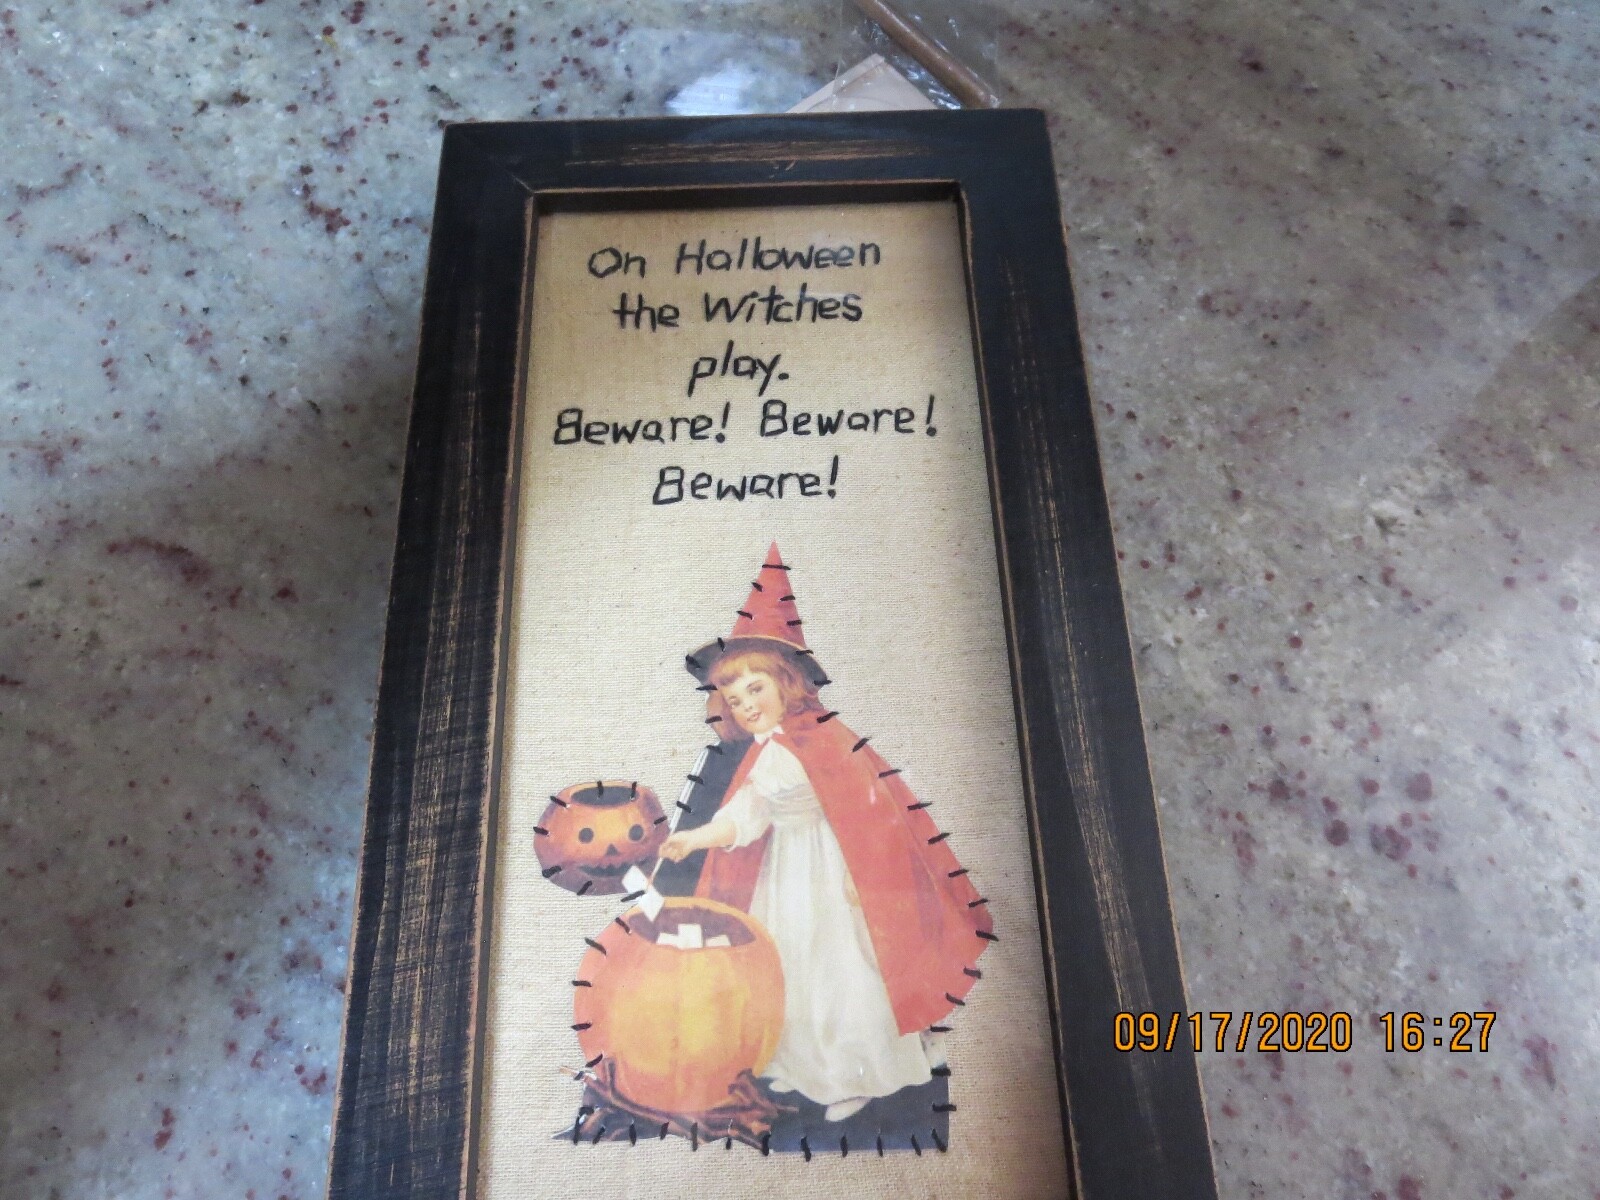 On Halloween
the Witches
play.
Beware! Beware!
Beware!
09/17/2020 16:27